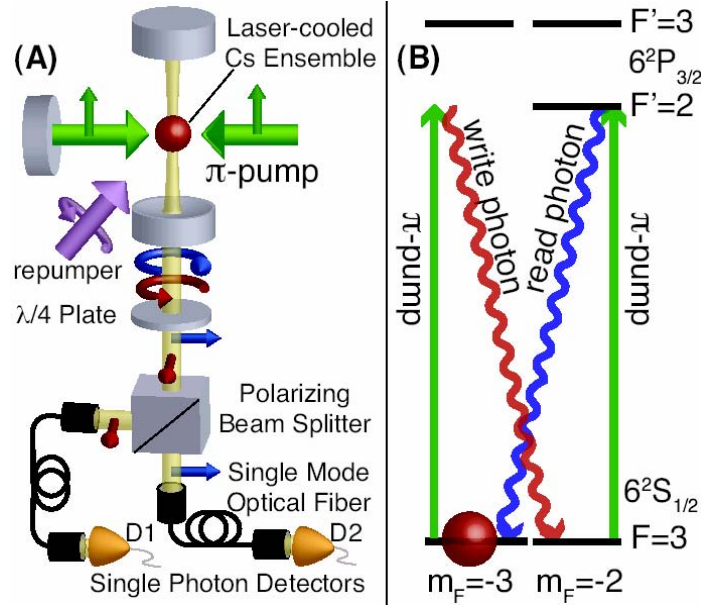 (A)
Laser-cooled
Cs Ensemble
π-pump
repumper
λ/4 Plate
Polarizing
Beam Splitter
Single Mode
Optical Fiber
D1
D2
Single Photon Detectors
(B)
F'=3
6²P3/2
F'=2
write photon
read photon
π-pump
π-pump
6²S1/2
F=3
mF=-3
mF=-2